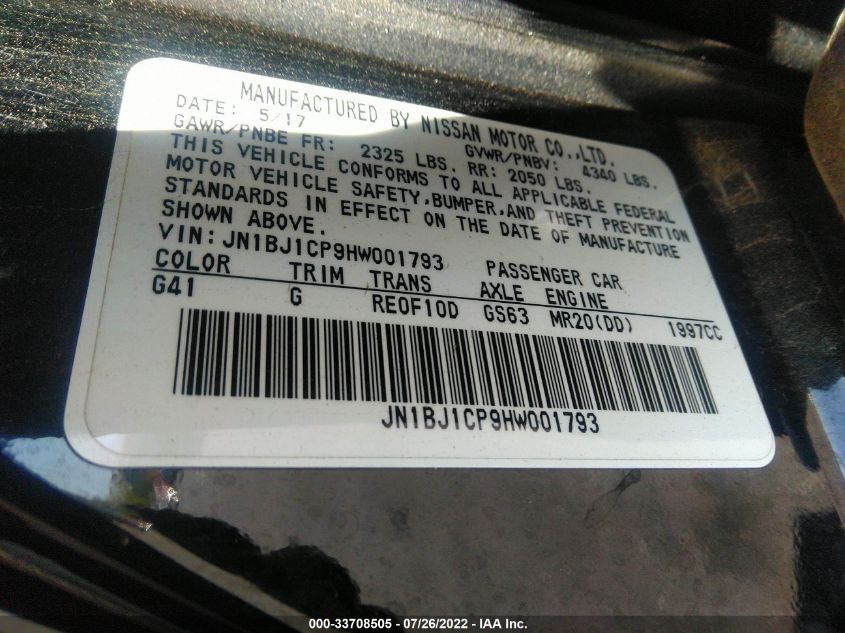 MANUFACTURED BY NISSAN MOTOR CO.,LTD.
DATE: 5/17 GVWR/PNBV: 4340 LBS.
GAWR/PNBE FR: 2325 LBS. RR: 2050 LBS.
THIS VEHICLE CONFORMS TO ALL APPLICABLE FEDERAL
MOTOR VEHICLE SAFETY,BUMPER,AND THEFT PREVENTION
STANDARDS IN EFFECT ON THE DATE OF MANUFACTURE
SHOWN ABOVE.
VIN:JN1BJ1CP9HW001793 PASSENGER CAR
COLOR TRIM TRANS AXLE ENGINE
G41 G RE0F10D GS63 MR20(DD) 1997CC
JN1BJ1CP9HW001793
000-33708505 - 07/26/2022 - IAA Inc.